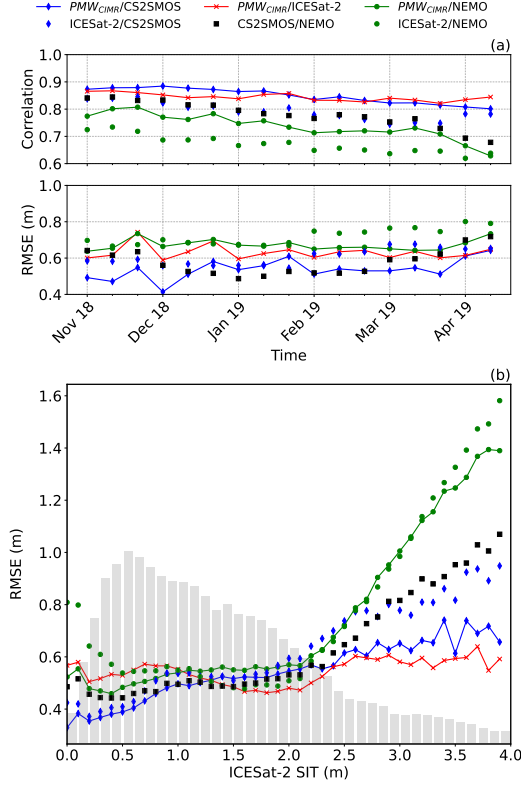 PMW_CIMR/CS2SMOS PMW_CIMR/ICESat-2 PMW_CIMR/NEMO
ICESat-2/CS2SMOS CS2SMOS/NEMO ICESat-2/NEMO
(a)
1.0
0.9
0.8
0.7
0.6
Correlation
1.0
0.8
0.6
0.4
RMSE (m)
Nov 18 Dec 18 Jan 19 Feb 19 Mar 19 Apr 19
Time
(b)
1.6
1.4
1.2
1.0
0.8
0.6
0.4
RMSE (m)
0.0 0.5 1.0 1.5 2.0 2.5 3.0 3.5 4.0
ICESat-2 SIT (m)